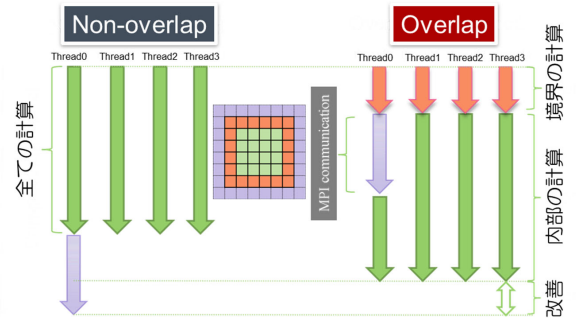 Non-overlap
Overlap
Thread0 Thread1 Thread2 Thread3
Thread0 Thread1 Thread2 Thread3
全ての計算
MPI communication
境界の計算
内部の計算
改善